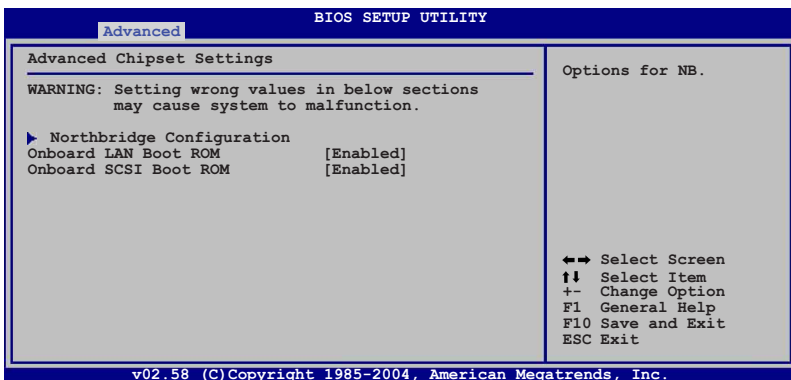 BIOS SETUP UTILITY
Advanced
Advanced Chipset Settings
WARNING: Setting wrong values in below sections
may cause system to malfunction.
Northbridge Configuration
Onboard LAN Boot ROM [Enabled]
Onboard SCSI Boot ROM [Enabled]
Options for NB.
←→ Select Screen
↑↓ Select Item
+- Change Option
F1 General Help
F10 Save and Exit
ESC Exit
v02.58 (C)Copyright 1985-2004, American Megatrends, Inc.